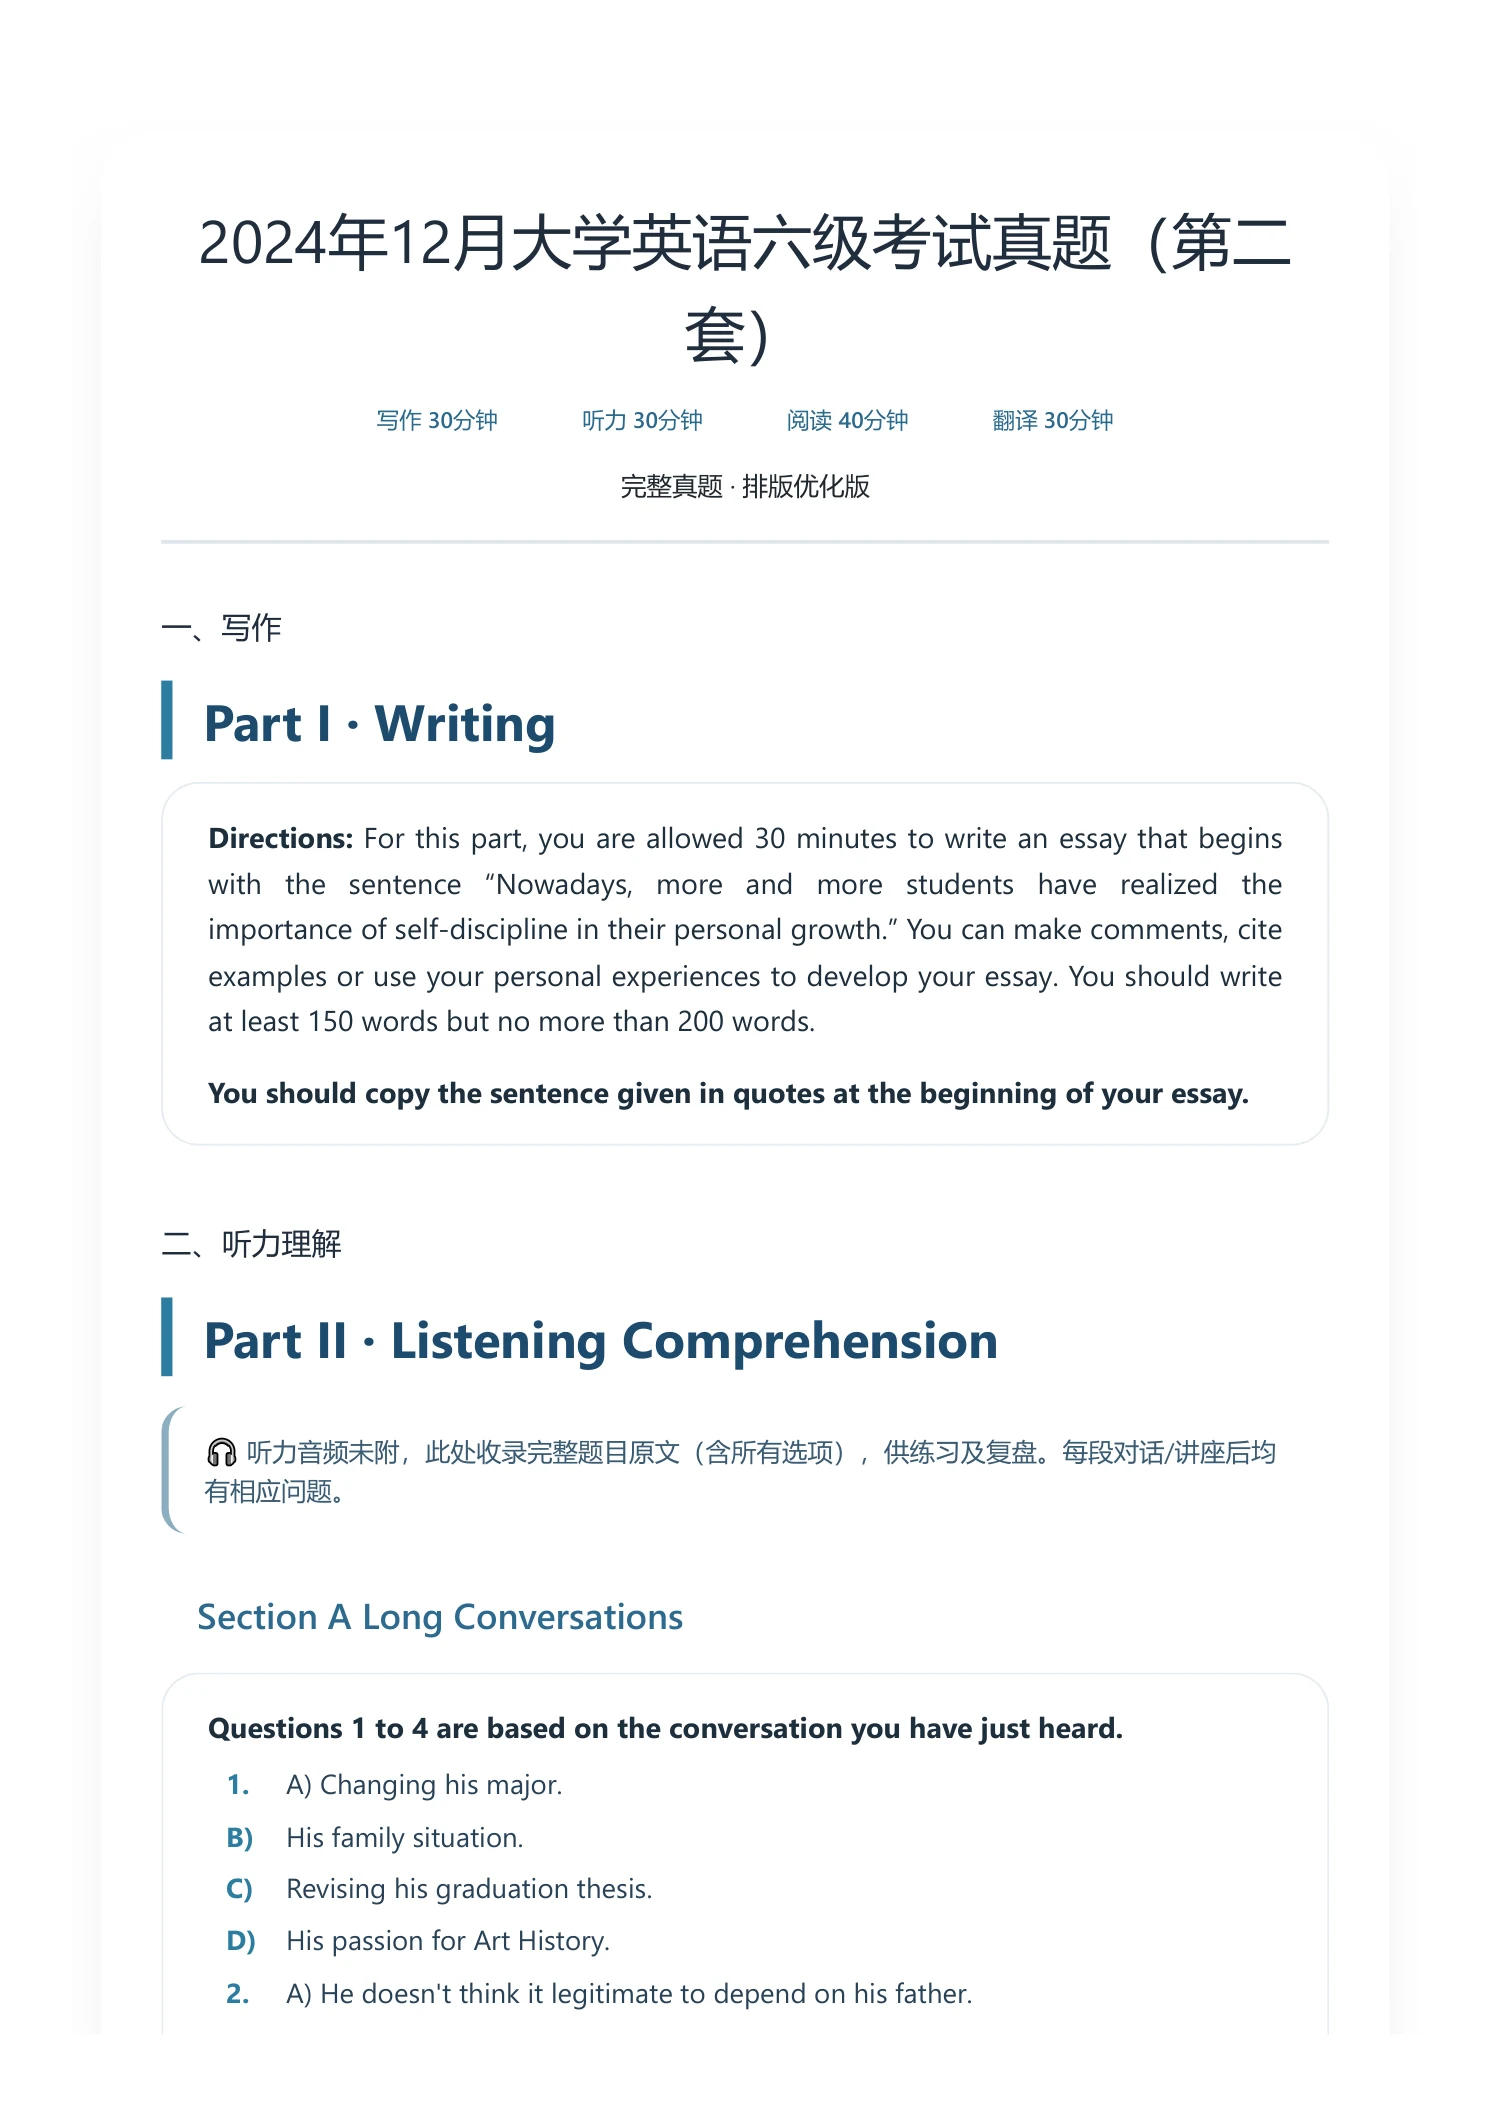 2024年12月大学英语六级考试真题（第二
套）
写作 30分钟 听力 30分钟 阅读 40分钟 翻译 30分钟
完整真题 · 排版优化版
一、写作
Part I · Writing
Directions: For this part, you are allowed 30 minutes to write an essay that begins
with the sentence “Nowadays, more and more students have realized the
importance of self-discipline in their personal growth.” You can make comments, cite
examples or use your personal experiences to develop your essay. You should write
at least 150 words but no more than 200 words.
You should copy the sentence given in quotes at the beginning of your essay.
二、听力理解
Part II · Listening Comprehension
🎧 听力音频未附，此处收录完整题目原文（含所有选项），供练习及复盘。每段对话/讲座后均
有相应问题。
Section A Long Conversations
Questions 1 to 4 are based on the conversation you have just heard.
1. A) Changing his major.
B) His family situation.
C) Revising his graduation thesis.
D) His passion for Art History.
2. A) He doesn't think it legitimate to depend on his father.